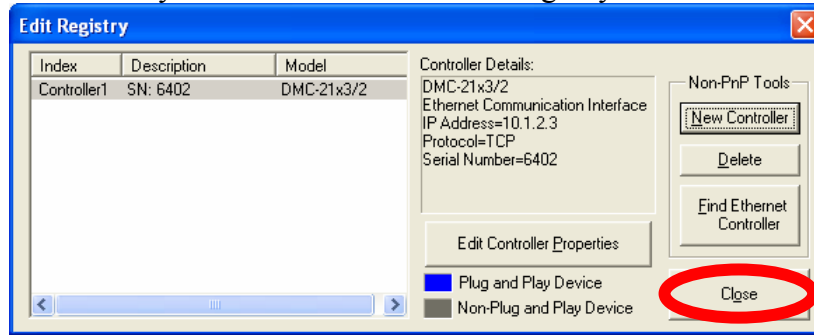 Edit Registry
Index Description Model
Controller1 SN: 6402 DMC-21x3/2
Controller Details:
DMC-21x3/2
Ethernet Communication Interface
IP Address=10.1.2.3
Protocol=TCP
Serial Number=6402
Edit Controller Properties
Plug and Play Device
Non-Plug and Play Device
Non-PnP Tools
New Controller
Delete
Find Ethernet
Controller
Close